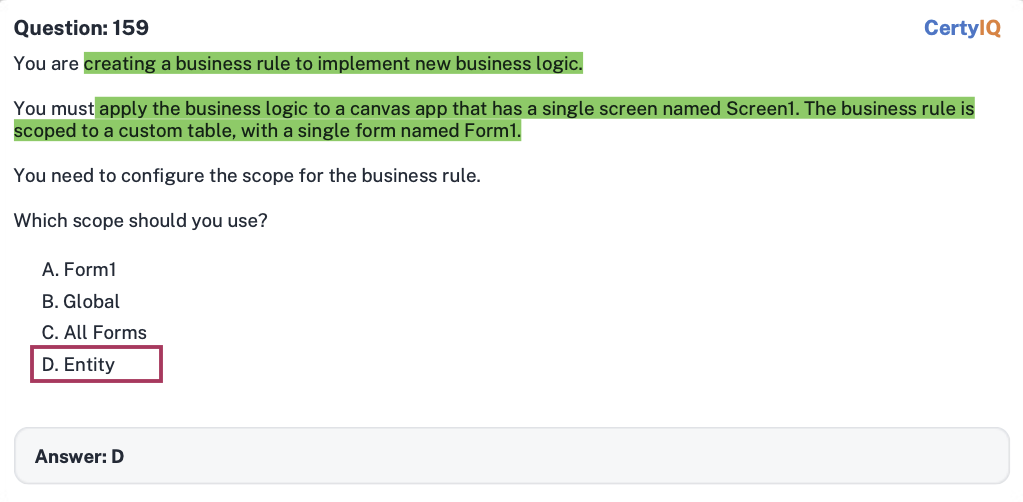 Question: 159
CertyIQ
You are creating a business rule to implement new business logic.
You must apply the business logic to a canvas app that has a single screen named Screen1. The business rule is
scoped to a custom table, with a single form named Form1.
You need to configure the scope for the business rule.
Which scope should you use?
A. Form1
B. Global
C. All Forms
D. Entity
Answer: D